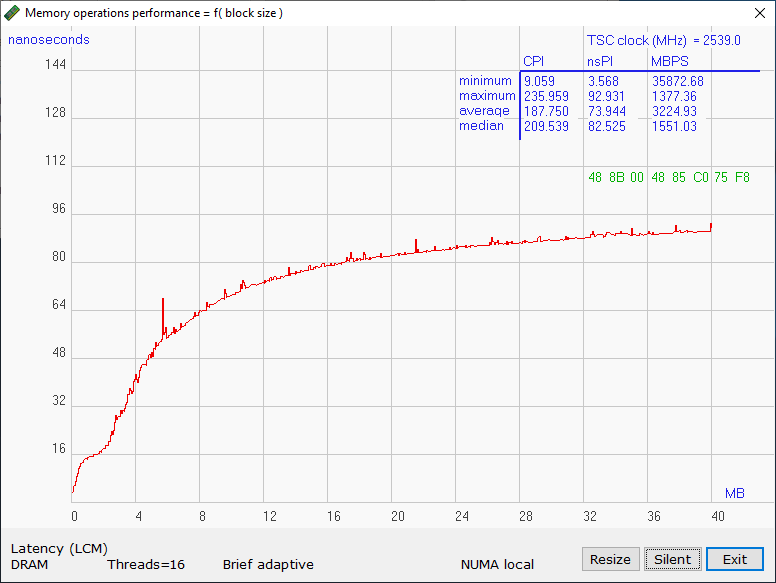 Memory operations performance = f( block size )
nanoseconds
TSC clock (MHz) = 2539.0
CPI nsPI MBPS
minimum 9.059 3.568 35872.68
maximum 235.959 92.931 1377.36
average 187.750 73.944 3224.93
median 209.539 82.525 1551.03
48 8B 00 48 85 C0 75 F8
144
128
112
96
80
64
48
32
16
MB
0 4 8 12 16 20 24 28 32 36 40
Latency (LCM)
DRAM Threads=16 Brief adaptive NUMA local
Resize Silent Exit